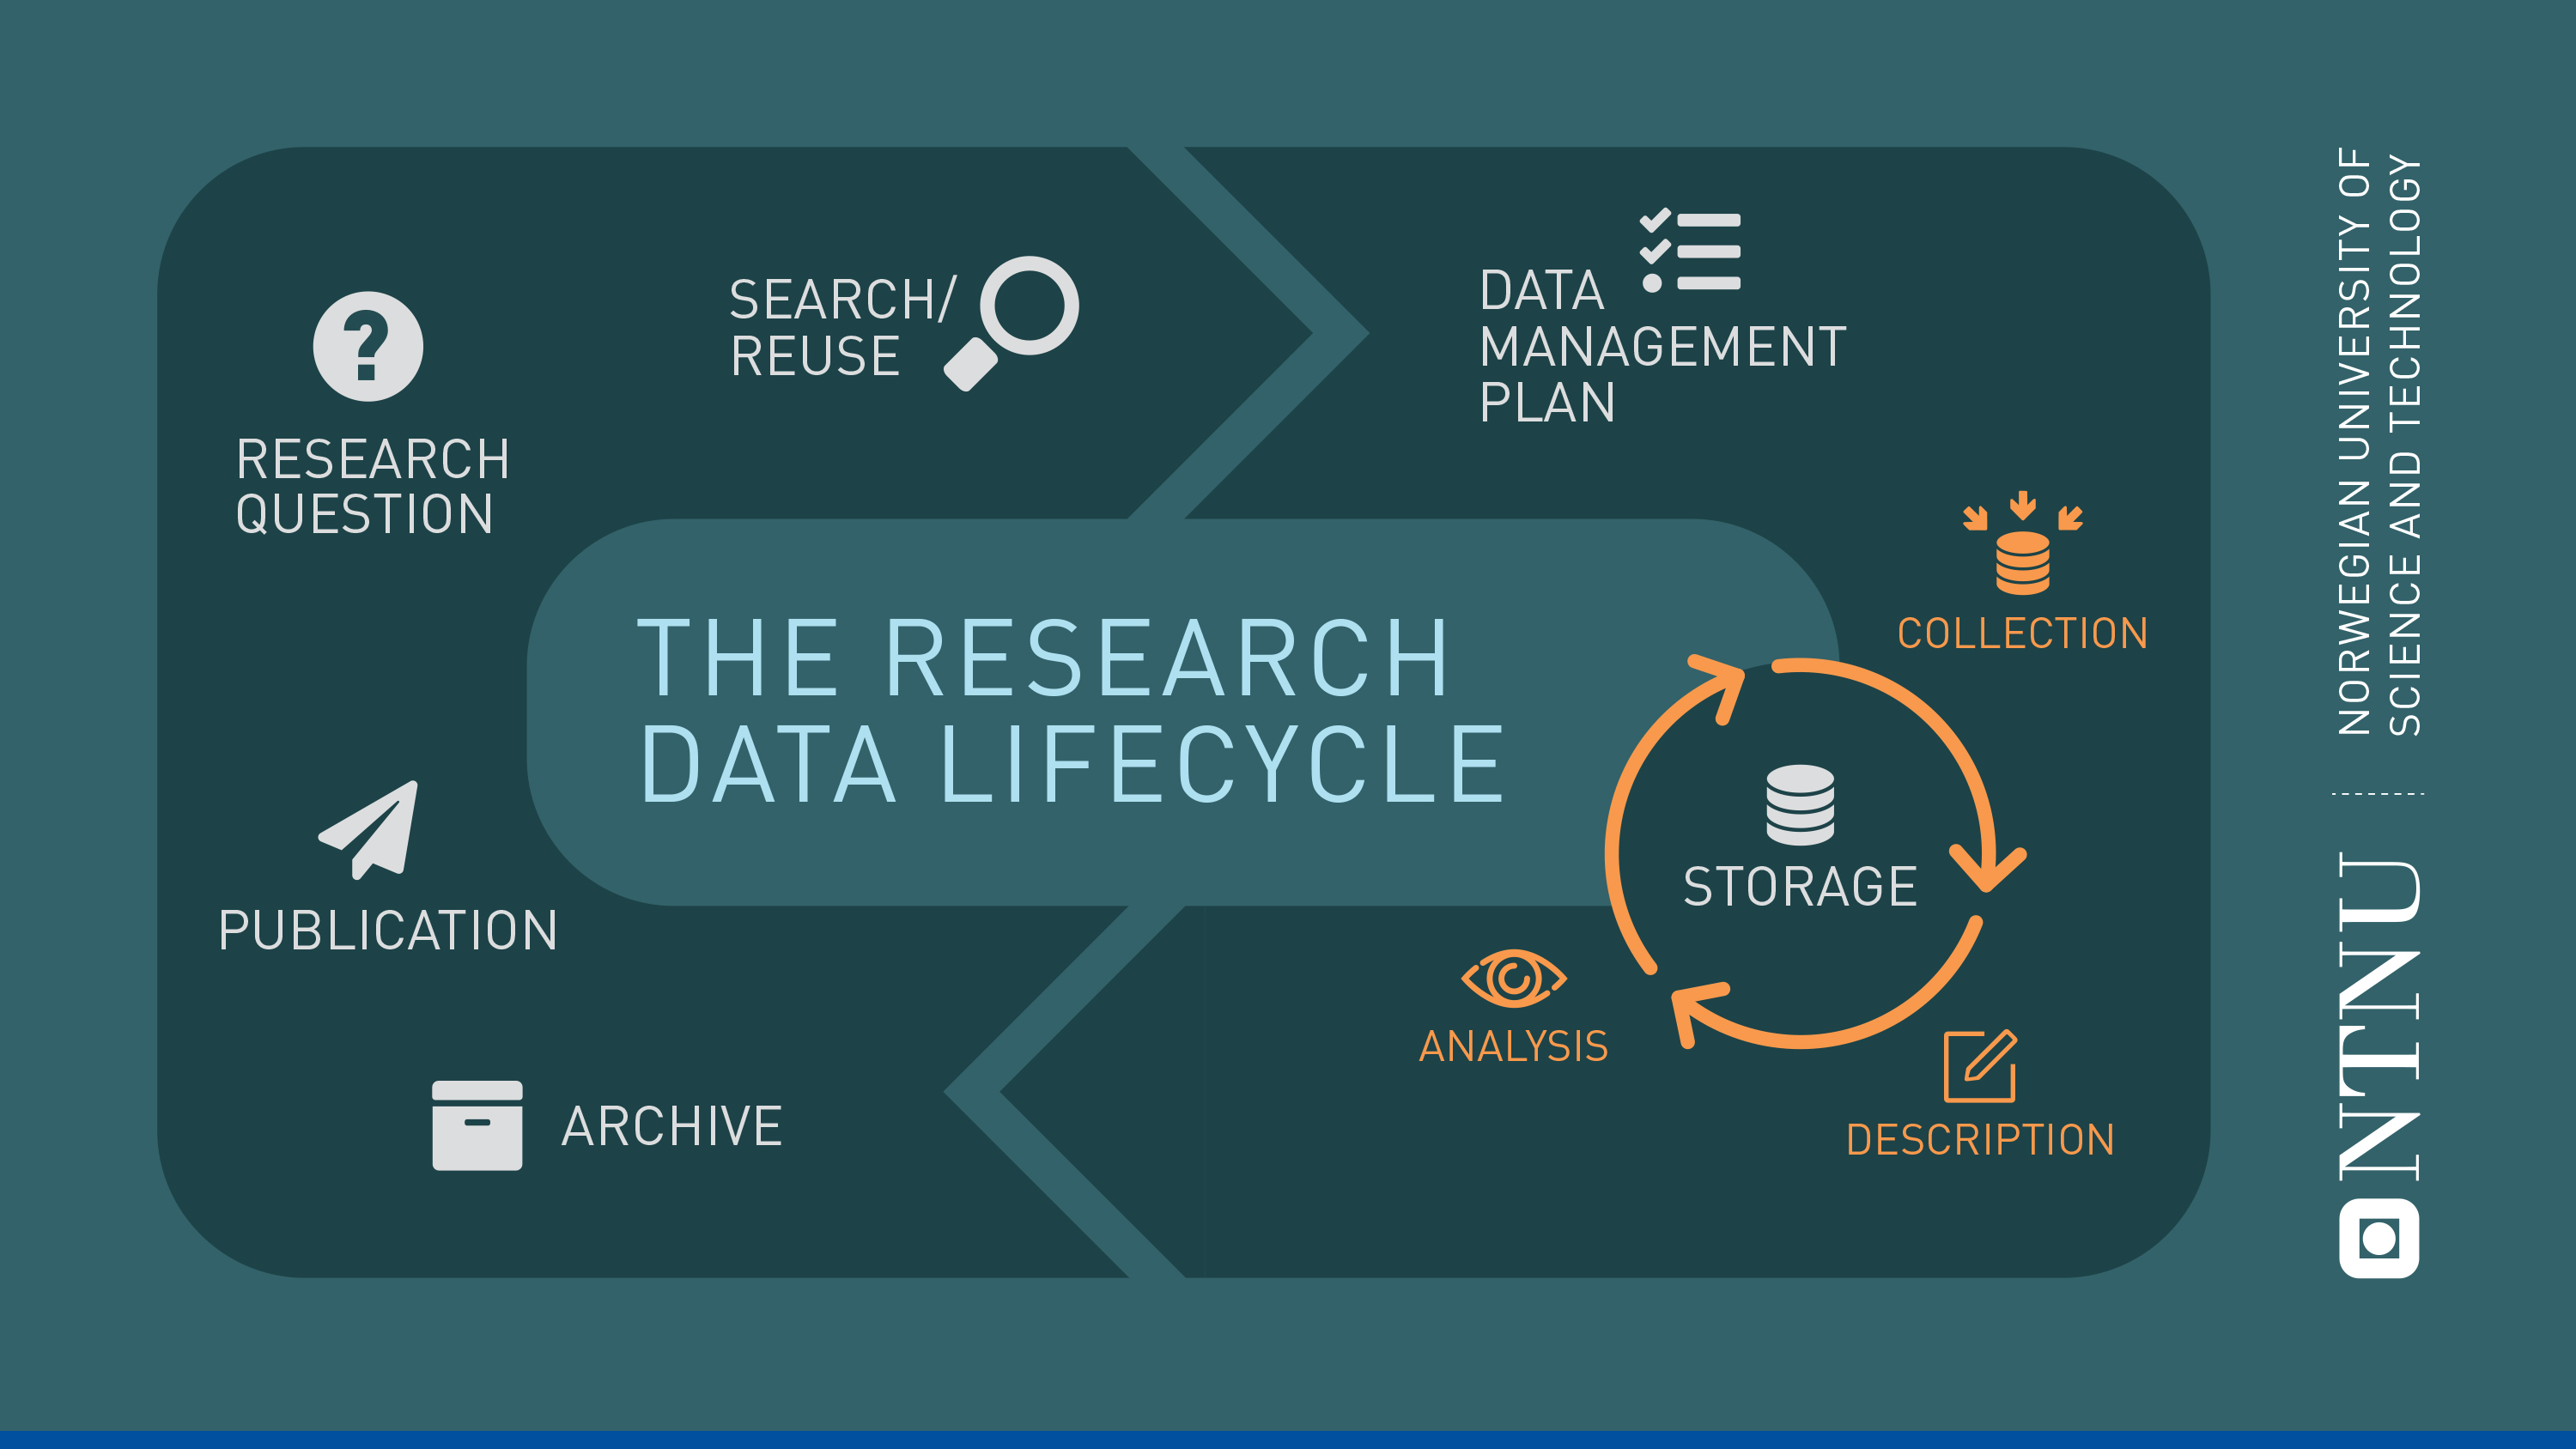 RESEARCH
QUESTION
SEARCH/
REUSE
DATA
MANAGEMENT
PLAN
COLLECTION
THE RESEARCH
DATA LIFECYCLE
STORAGE
ANALYSIS
DESCRIPTION
PUBLICATION
ARCHIVE
NTNU
NORWEGIAN UNIVERSITY OF
SCIENCE AND TECHNOLOGY